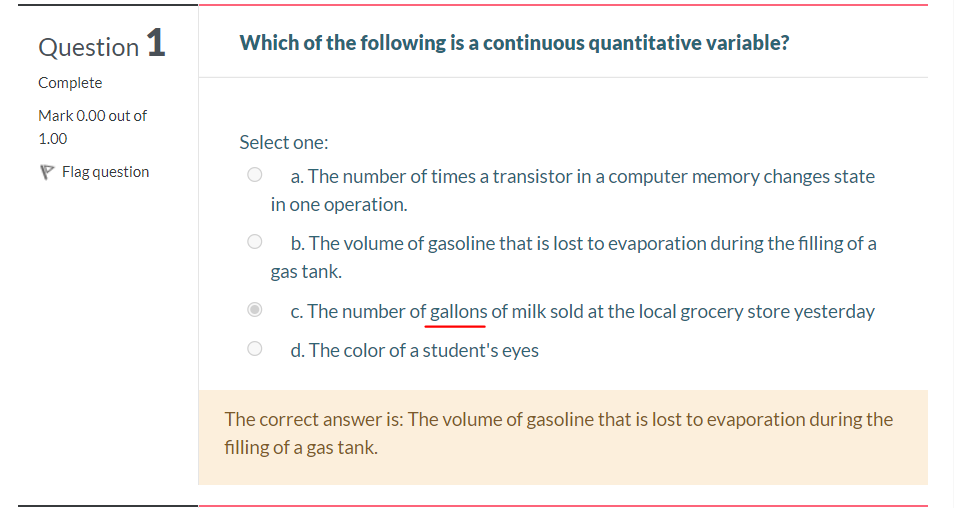 Question 1
Complete
Mark 0.00 out of
1.00
Flag question
Which of the following is a continuous quantitative variable?
Select one:
a. The number of times a transistor in a computer memory changes state
in one operation.
b. The volume of gasoline that is lost to evaporation during the filling of a
gas tank.
c. The number of gallons of milk sold at the local grocery store yesterday
d. The color of a student's eyes
The correct answer is: The volume of gasoline that is lost to evaporation during the
filling of a gas tank.